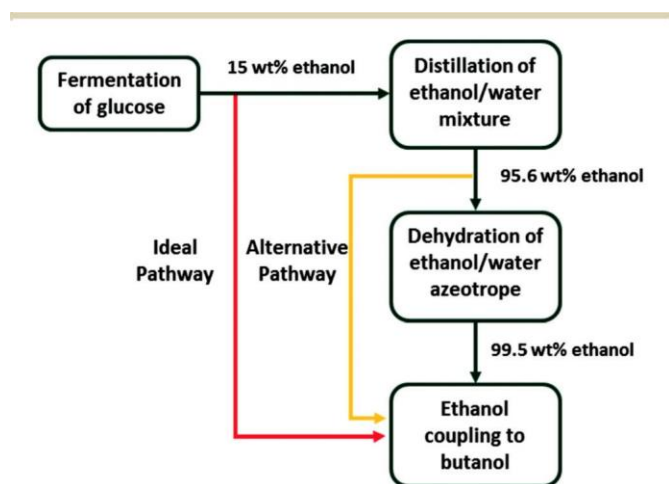 Fermentation
of glucose
15 wt% ethanol
Distillation of
ethanol/water
mixture
95.6 wt% ethanol
Ideal
Pathway
Alternative
Pathway
Dehydration of
ethanol/water
azeotrope
99.5 wt% ethanol
Ethanol
coupling to
butanol